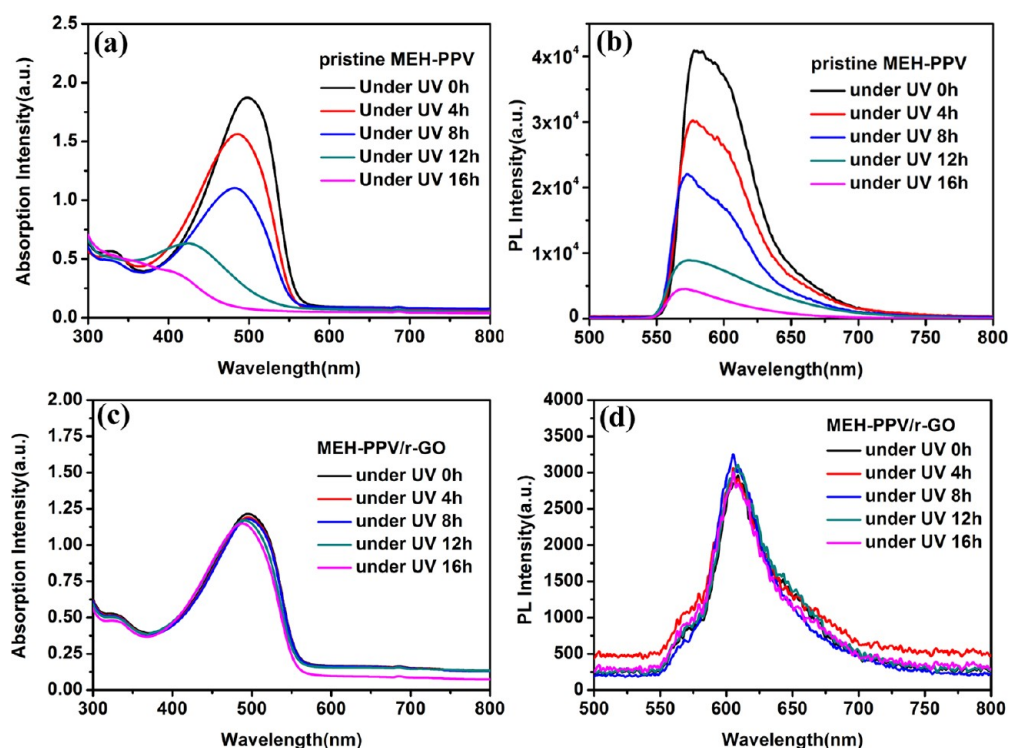 (a)
pristine MEH-PPV
Under UV 0h
Under UV 4h
Under UV 8h
Under UV 12h
Under UV 16h
Absorption Intensity(a.u.)
2.5
2.0
1.5
1.0
0.5
0.0
300 400 500 600 700 800
Wavelength(nm)
(b)
pristine MEH-PPV
under UV 0h
under UV 4h
under UV 8h
under UV 12h
under UV 16h
PL Intensity(a.u.)
4x10⁴
3x10⁴
2x10⁴
1x10⁴
0
500 550 600 650 700 750 800
Wavelength(nm)
(c)
MEH-PPV/r-GO
under UV 0h
under UV 4h
under UV 8h
under UV 12h
under UV 16h
Absorption Intensity(a.u.)
2.00
1.75
1.50
1.25
1.00
0.75
0.50
0.25
0.00
300 400 500 600 700 800
Wavelength(nm)
(d)
MEH-PPV/r-GO
under UV 0h
under UV 4h
under UV 8h
under UV 12h
under UV 16h
PL Intensity(a.u.)
4000
3500
3000
2500
2000
1500
1000
500
0
500 550 600 650 700 750 800
Wavelength(nm)